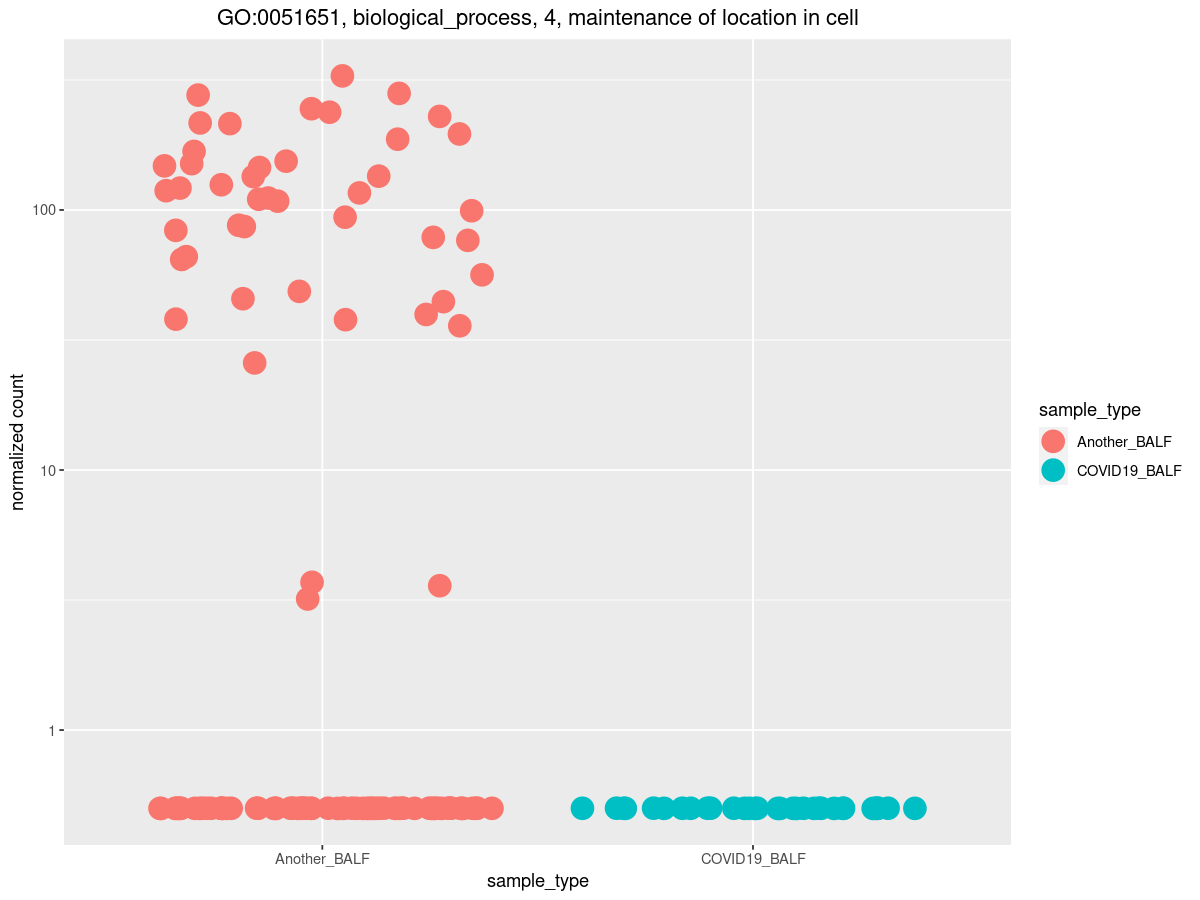 GO:0051651, biological_process, 4, maintenance of location in cell
normalized count
100
10
1
Another_BALF
COVID19_BALF
sample_type
sample_type
Another_BALF
COVID19_BALF